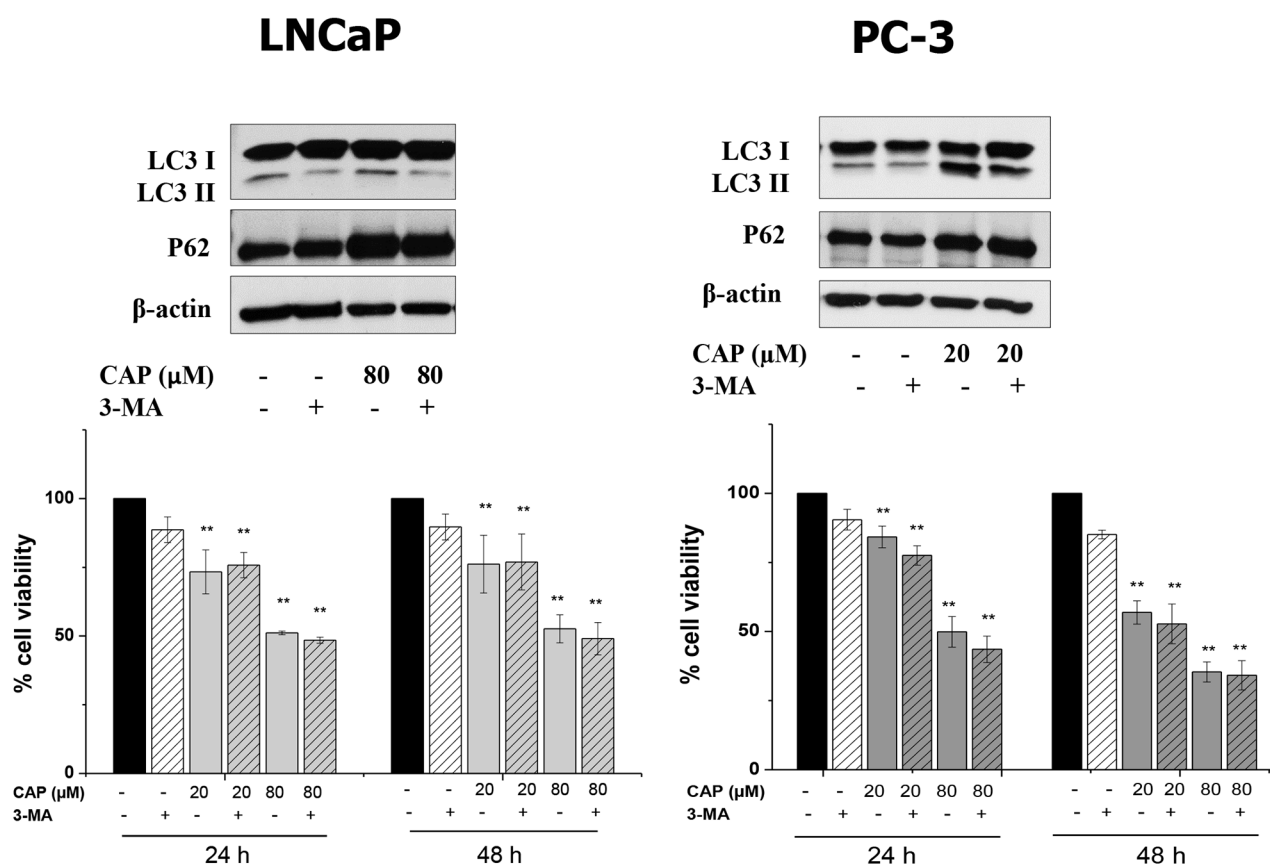 LNCaP
LC3 I
LC3 II
P62
β-actin
CAP (μM) - - 80 80
3-MA - + - +
% cell viability
100
50
0
** ** ** ** ** ** ** **
CAP (μM) - - 20 20 80 80 - - 20 20 80 80
3-MA - + - + - + - + - + - +
24 h 48 h
PC-3
LC3 I
LC3 II
P62
β-actin
CAP (μM) - - 20 20
3-MA - + - +
% cell viability
100
50
0
** ** ** ** ** ** ** **
CAP (μM) - - 20 20 80 80 - - 20 20 80 80
3-MA - + - + - + - + - + - +
24 h 48 h